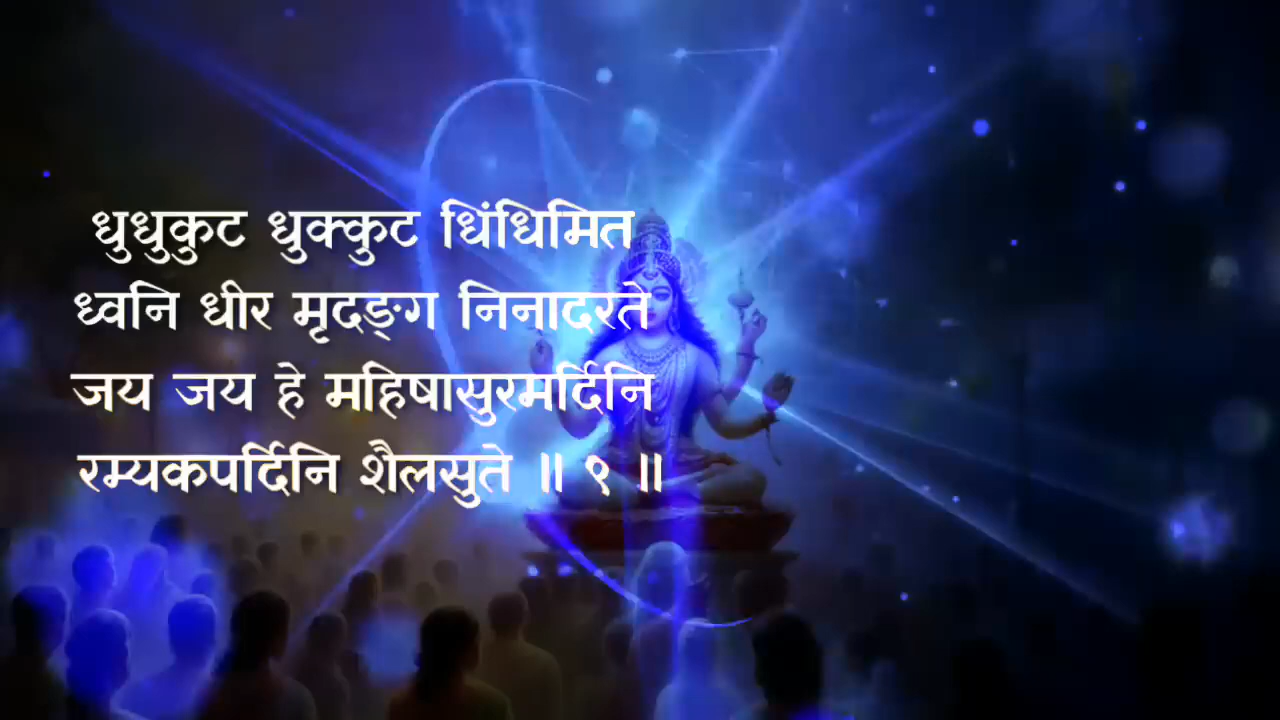 धुधुकुट धुक्कुट धिंधिमित
ध्वनि धीर मृदङ्ग निनादरते
जय जय हे महिषासुरमर्दिनि
रम्यकपर्दिनि शैलसुते ॥ ९ ॥